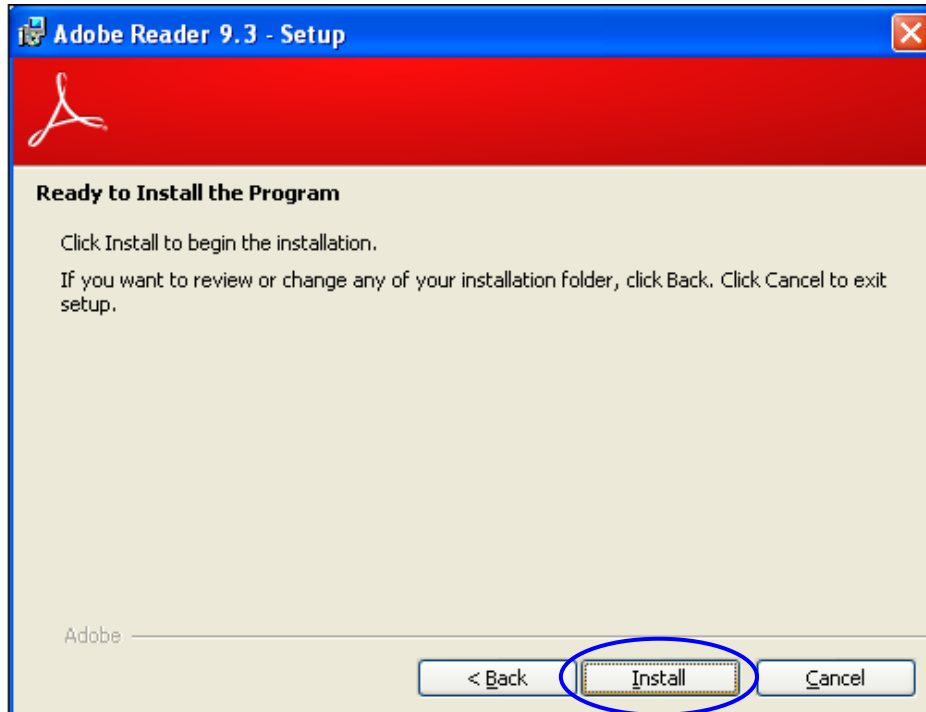 Adobe Reader 9.3 - Setup
Ready to Install the Program
Click Install to begin the installation.
If you want to review or change any of your installation folder, click Back. Click Cancel to exit
setup.
Adobe
< Back Install Cancel